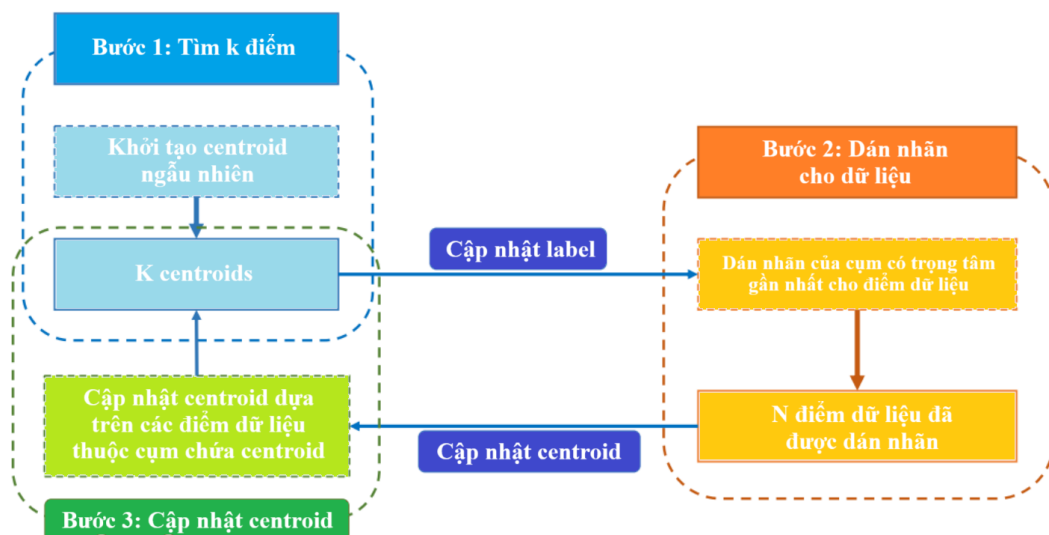 Bước 1: Tìm k điểm
Khởi tạo centroid
ngẫu nhiên
K centroids
Cập nhật label
Bước 2: Dán nhãn
cho dữ liệu
Dán nhãn của cụm có trọng tâm
gần nhất cho điểm dữ liệu
N điểm dữ liệu đã
được dán nhãn
Cập nhật centroid
Cập nhật centroid dựa
trên các điểm dữ liệu
thuộc cụm chứa centroid
Bước 3: Cập nhật centroid